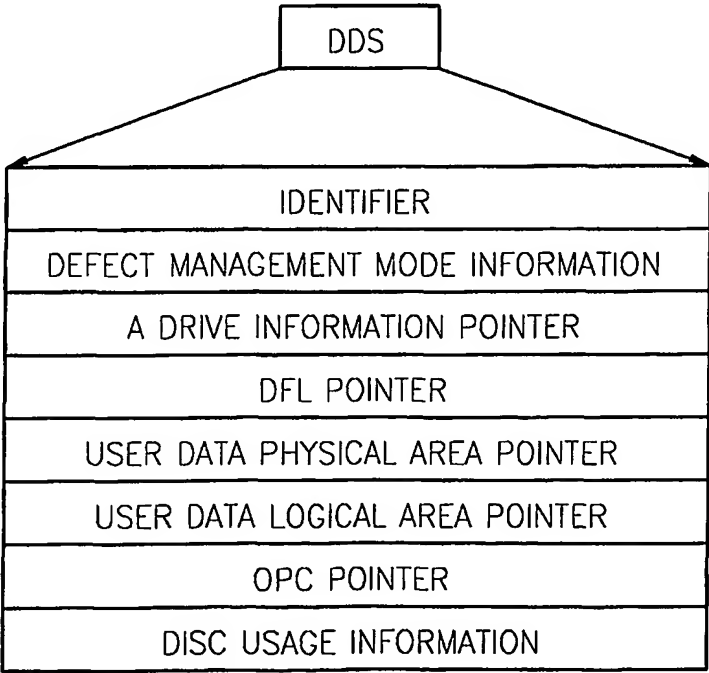 DDS
IDENTIFIER
DEFECT MANAGEMENT MODE INFORMATION
A DRIVE INFORMATION POINTER
DFL POINTER
USER DATA PHYSICAL AREA POINTER
USER DATA LOGICAL AREA POINTER
OPC POINTER
DISC USAGE INFORMATION